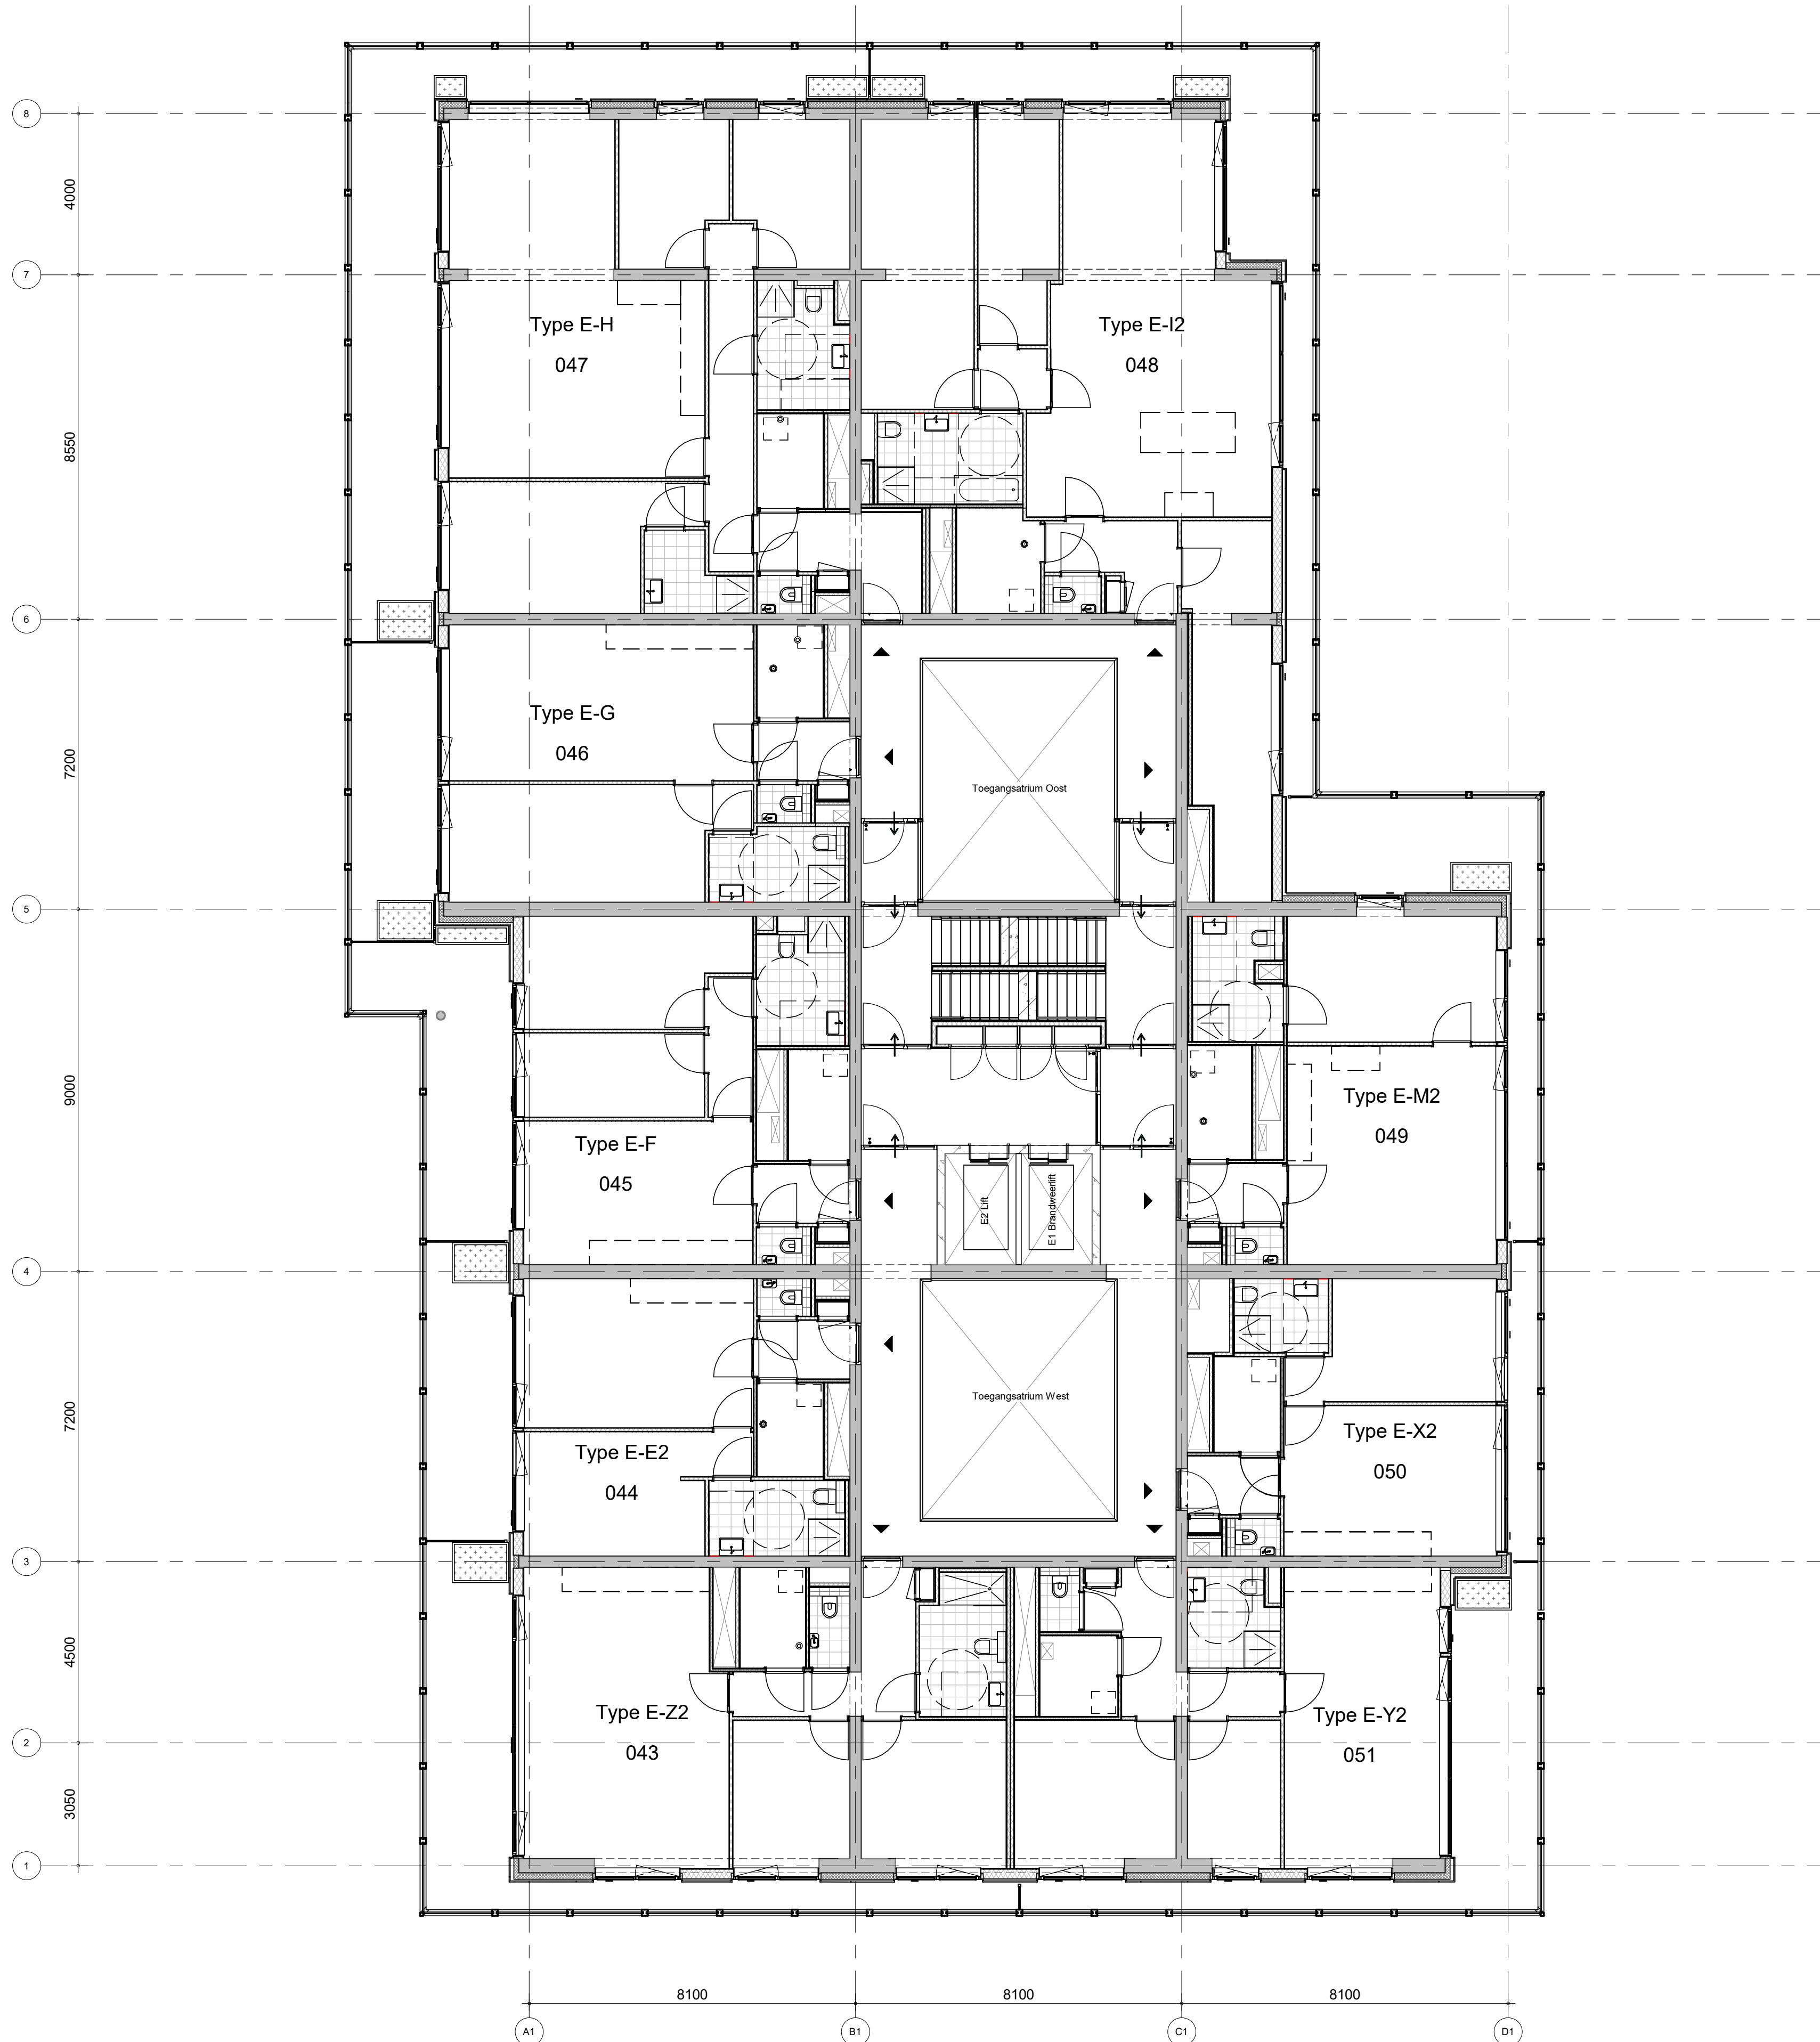 8
4000
7
Type E-H
047
Type E-I2
048
8550
6
Type E-G
046
7200
Toegangsatrium Oost
5
9000
Type E-M2
049
Type E-F
045
E2 Lift
E1 Brandweerlift
4
7200
Toegangsatrium West
Type E-E2
044
Type E-X2
050
3
4500
Type E-Z2
043
Type E-Y2
051
2
3050
1
8100
8100
8100
A1
B1
C1
D1